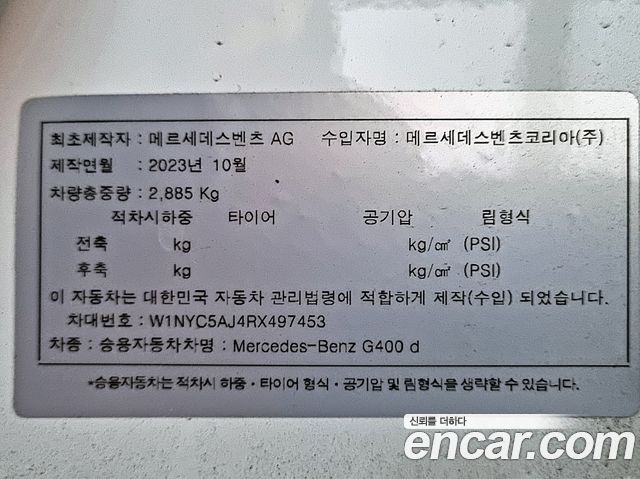 최초제작자 : 메르세데스벤츠 AG 수입자명 : 메르세데스벤츠코리아(주)
제작연월 : 2023년 10월
차량총중량 : 2,885 Kg
적차시하중 타이어 공기압 림형식
전축 kg kg/㎠ (PSI)
후축 kg kg/㎠ (PSI)
이 자동차는 대한민국 자동차 관리법령에 적합하게 제작(수입) 되었습니다.
차대번호 : W1NYC5AJ4RX497453
차종 : 승용자동차차명 : Mercedes-Benz G400 d
*승용자동차는 적차시 하중·타이어 형식·공기압 및 림형식을 생략할 수 있습니다.
신뢰를 더하다
encar.com